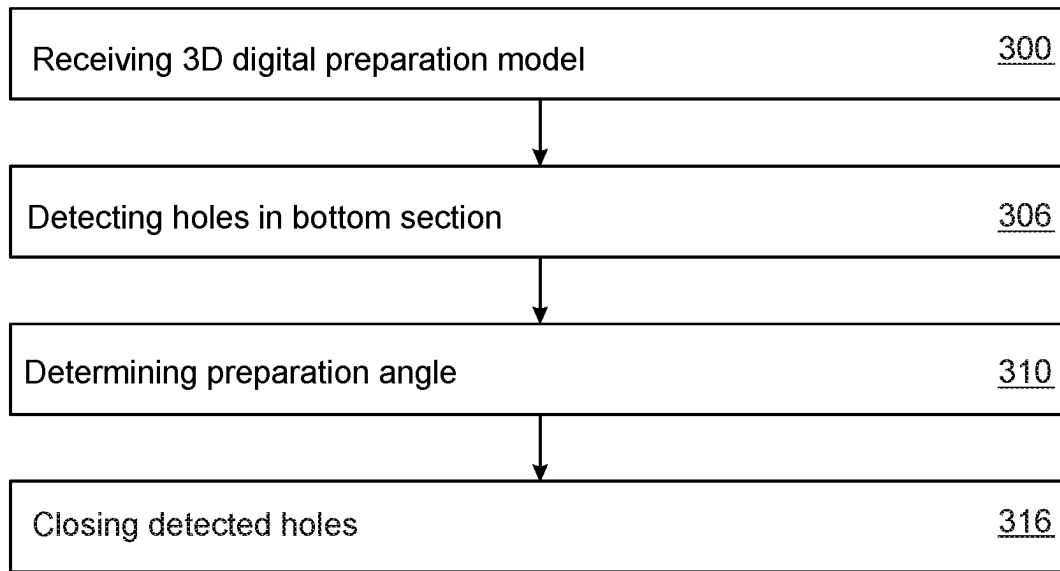 Receiving 3D digital preparation model 300
Detecting holes in bottom section 306
Determining preparation angle 310
Closing detected holes 316